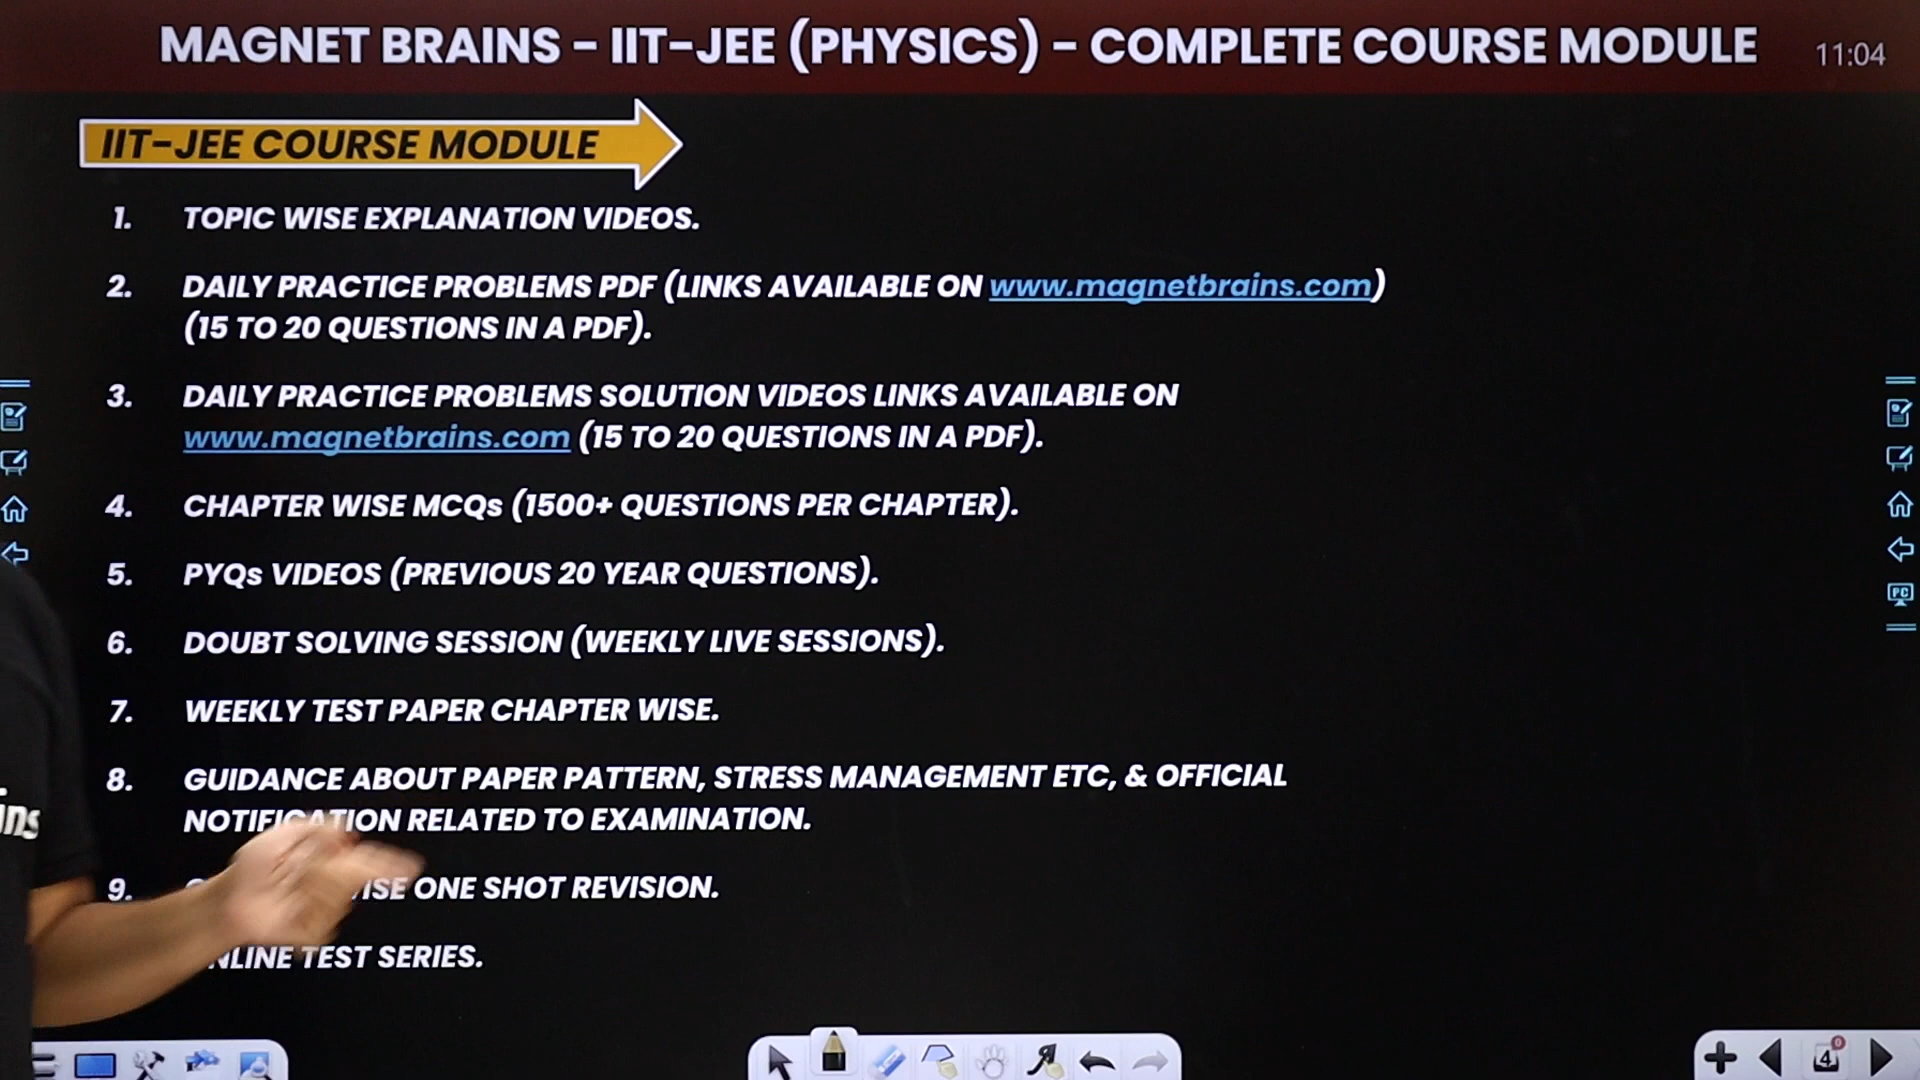 MAGNET BRAINS - IIT-JEE (PHYSICS) - COMPLETE COURSE MODULE
11:04
IIT-JEE COURSE MODULE
1. TOPIC WISE EXPLANATION VIDEOS.
2. DAILY PRACTICE PROBLEMS PDF (LINKS AVAILABLE ON www.magnetbrains.com)
(15 TO 20 QUESTIONS IN A PDF).
3. DAILY PRACTICE PROBLEMS SOLUTION VIDEOS LINKS AVAILABLE ON
www.magnetbrains.com (15 TO 20 QUESTIONS IN A PDF).
4. CHAPTER WISE MCQs (1500+ QUESTIONS PER CHAPTER).
5. PYQs VIDEOS (PREVIOUS 20 YEAR QUESTIONS).
6. DOUBT SOLVING SESSION (WEEKLY LIVE SESSIONS).
7. WEEKLY TEST PAPER CHAPTER WISE.
8. GUIDANCE ABOUT PAPER PATTERN, STRESS MANAGEMENT ETC, & OFFICIAL
NOTIFICATION RELATED TO EXAMINATION.
9. ONE SHOT REVISION.
TEST SERIES.
PC
4
0